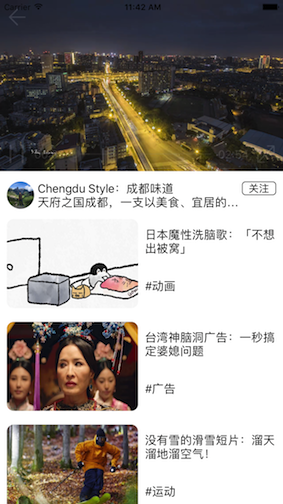 Carrier
11:42 AM
Chengdu Style：成都味道
关注
天府之国成都，一支以美食、宜居的...
日本魔性洗脑歌：「不想
出被窝」
#动画
台湾神脑洞广告：一秒搞
定婆媳问题
#广告
没有雪的滑雪短片：溜天
溜地溜空气！
#运动